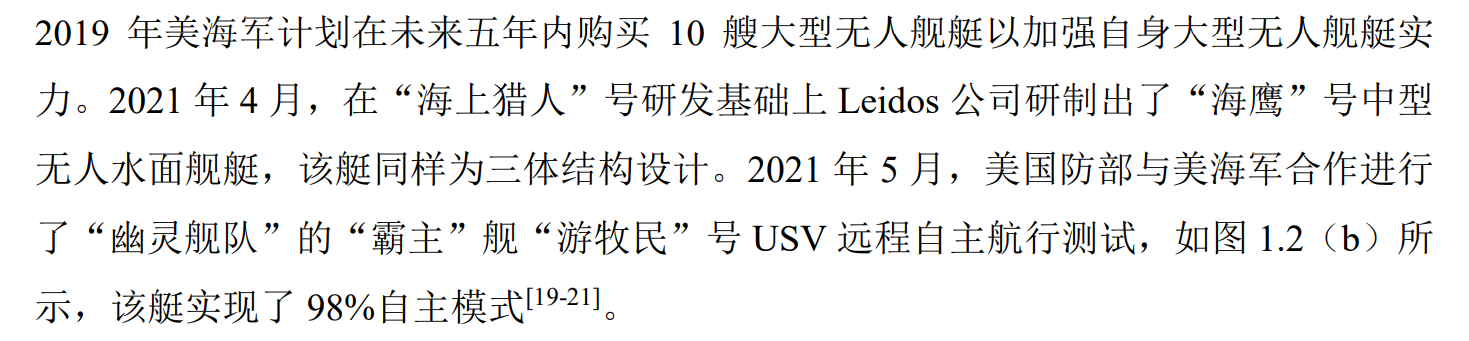 2019 年美海军计划在未来五年内购买 10 艘大型无人舰艇以加强自身大型无人舰艇实
力。2021 年 4 月，在“海上猎人”号研发基础上 Leidos 公司研制出了“海鹰”号中型
无人水面舰艇，该艇同样为三体结构设计。2021 年 5 月，美国防部与美海军合作进行
了“幽灵舰队”的“霸主”舰“游牧民”号 USV 远程自主航行测试，如图 1.2（b）所
示，该艇实现了 98%自主模式[19-21]。